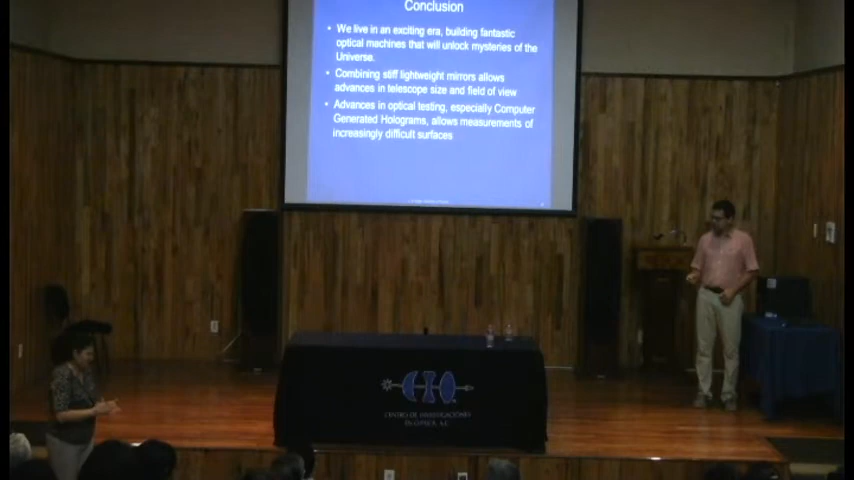 Conclusion
• We live in an exciting era, building fantastic
optical machines that will unlock mysteries of the
Universe.
• Combining stiff lightweight mirrors allows
advances in telescope size and field of view
• Advances in optical testing, especially Computer
Generated Holograms, allows measurements of
increasingly difficult surfaces
CIO
CENTRO DE INVESTIGACIONES
EN OPTICA, A.C.